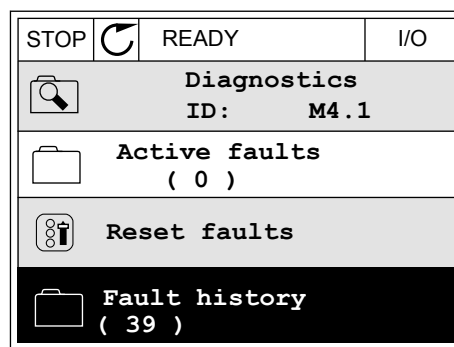 STOP READY I/O
Diagnostics
ID: M4.1
Active faults
( 0 )
Reset faults
Fault history
( 39 )